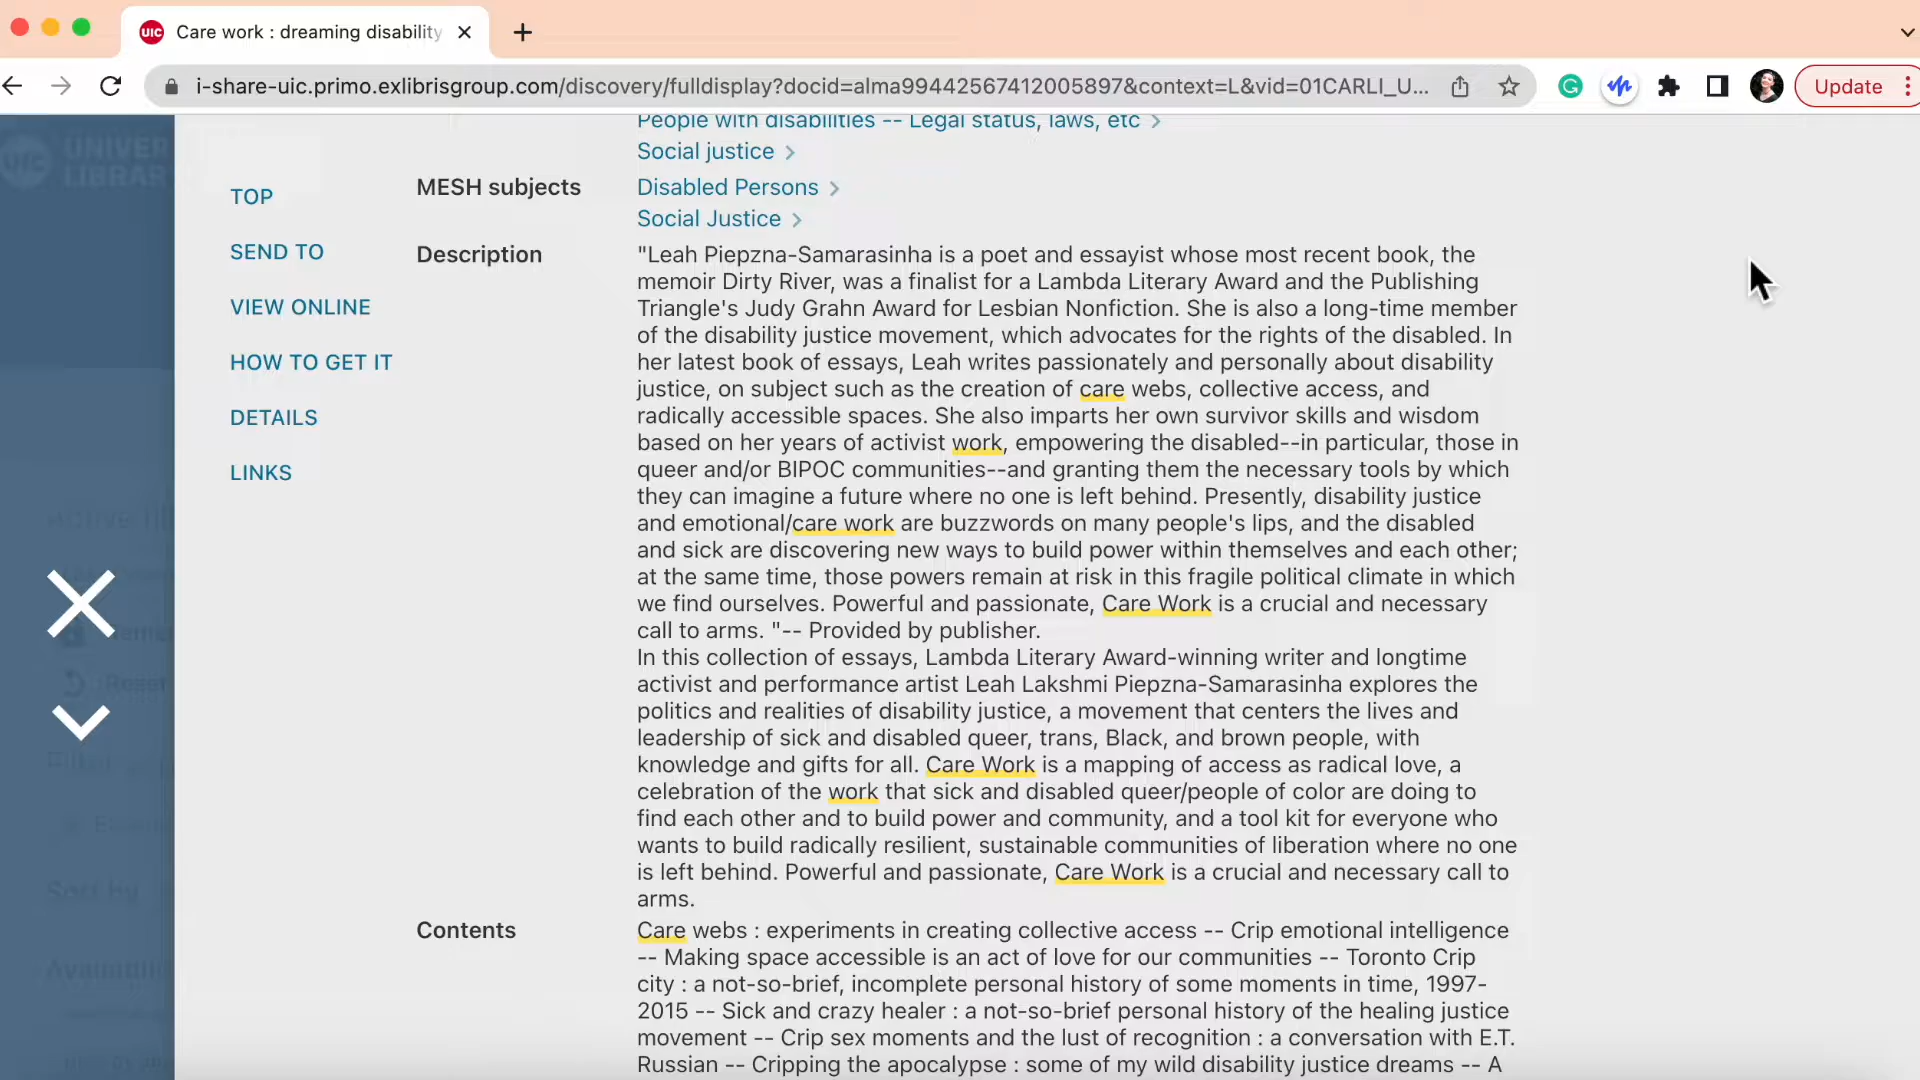 UIC Care work : dreaming disability
i-share-uic.primo.exlibrisgroup.com/discovery/fulldisplay?docid=alma994425674120058​97&context=L&vid=01CARLI_U...
Update
People with disabilities -- Legal status, laws, etc
Social justice
MESH subjects
Disabled Persons
Social Justice
TOP
SEND TO
VIEW ONLINE
HOW TO GET IT
DETAILS
LINKS
Description
"Leah Piepzna-Samarasinha is a poet and essayist whose most recent book, the
memoir Dirty River, was a finalist for a Lambda Literary Award and the Publishing
Triangle's Judy Grahn Award for Lesbian Nonfiction. She is also a long-time member
of the disability justice movement, which advocates for the rights of the disabled. In
her latest book of essays, Leah writes passionately and personally about disability
justice, on subject such as the creation of care webs, collective access, and
radically accessible spaces. She also imparts her own survivor skills and wisdom
based on her years of activist work, empowering the disabled--in particular, those in
queer and/or BIPOC communities--and granting them the necessary tools by which
they can imagine a future where no one is left behind. Presently, disability justice
and emotional/care work are buzzwords on many people's lips, and the disabled
and sick are discovering new ways to build power within themselves and each other;
at the same time, those powers remain at risk in this fragile political climate in which
we find ourselves. Powerful and passionate, Care Work is a crucial and necessary
call to arms. "-- Provided by publisher.
In this collection of essays, Lambda Literary Award-winning writer and longtime
activist and performance artist Leah Lakshmi Piepzna-Samarasinha explores the
politics and realities of disability justice, a movement that centers the lives and
leadership of sick and disabled queer, trans, Black, and brown people, with
knowledge and gifts for all. Care Work is a mapping of access as radical love, a
celebration of the work that sick and disabled queer/people of color are doing to
find each other and to build power and community, and a tool kit for everyone who
wants to build radically resilient, sustainable communities of liberation where no one
is left behind. Powerful and passionate, Care Work is a crucial and necessary call to
arms.
Contents
Care webs : experiments in creating collective access -- Crip emotional intelligence
-- Making space accessible is an act of love for our communities -- Toronto Crip
city : a not-so-brief, incomplete personal history of some moments in time, 1997-
2015 -- Sick and crazy healer : a not-so-brief personal history of the healing justice
movement -- Crip sex moments and the lust of recognition : a conversation with E.T.
Russian -- Cripping the apocalypse : some of my wild disability justice dreams -- A